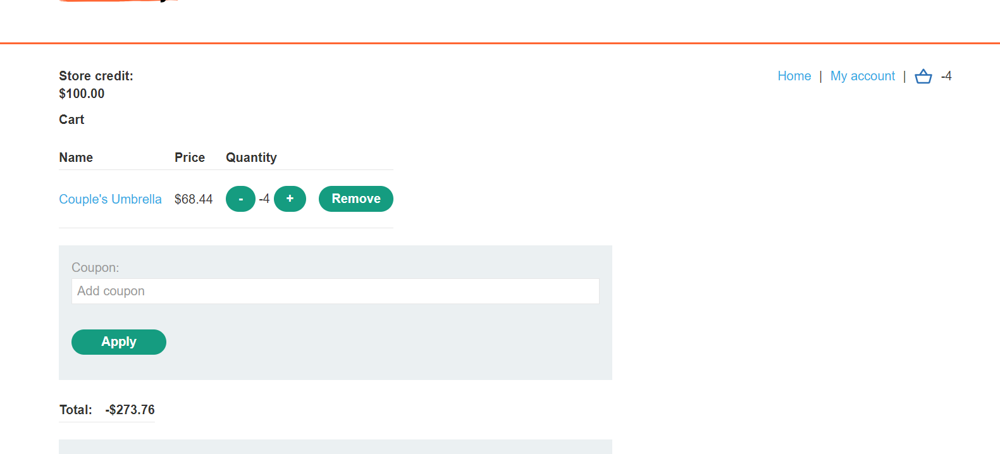 Store credit:
$100.00
Home | My account | -4
Cart
Name Price Quantity
Couple's Umbrella $68.44 - -4 + Remove
Coupon:
Add coupon
Apply
Total: -$273.76